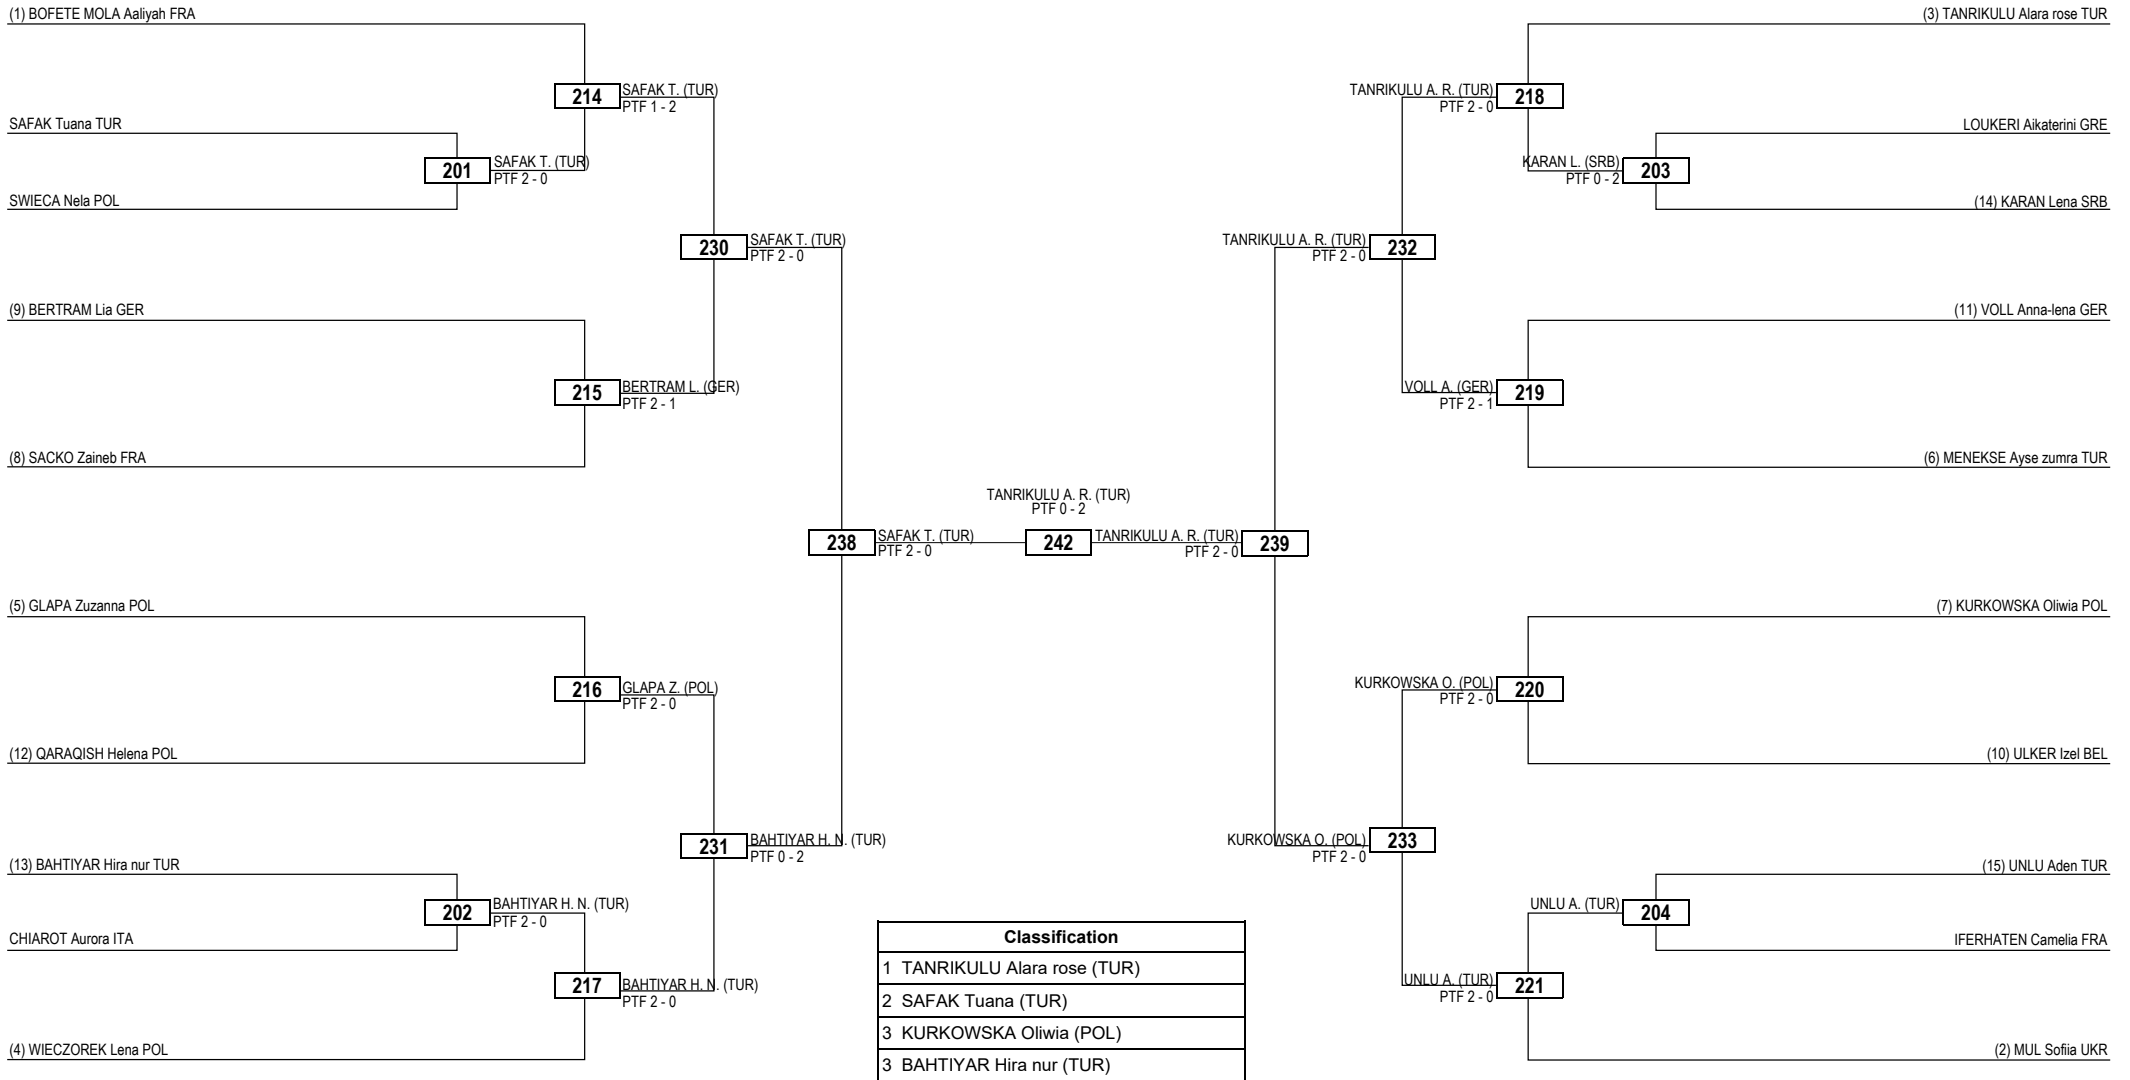 (1) BOFETE MOLA Aaliyah FRA
(3) TANRIKULU Alara rose TUR
214
SAFAK T. (TUR)
PTF 1 - 2
TANRIKULU A. R. (TUR)
PTF 2 - 0
218
SAFAK Tuana TUR
LOUKERI Aikaterini GRE
201
SAFAK T. (TUR)
PTF 2 - 0
KARAN L. (SRB)
PTF 0 - 2
203
SWIECA Nela POL
(14) KARAN Lena SRB
230
SAFAK T. (TUR)
PTF 2 - 0
TANRIKULU A. R. (TUR)
PTF 2 - 0
232
(9) BERTRAM Lia GER
(11) VOLL Anna-lena GER
215
BERTRAM L. (GER)
PTF 2 - 1
VOLL A. (GER)
PTF 2 - 1
219
(8) SACKO Zaineb FRA
(6) MENEKSE Ayse zumra TUR
TANRIKULU A. R. (TUR)
PTF 0 - 2
238
SAFAK T. (TUR)
PTF 2 - 0
242
TANRIKULU A. R. (TUR)
PTF 2 - 0
239
(5) GLAPA Zuzanna POL
(7) KURKOWSKA Oliwia POL
216
GLAPA Z. (POL)
PTF 2 - 0
KURKOWSKA O. (POL)
PTF 2 - 0
220
(12) QARAQISH Helena POL
(10) ULKER Izel BEL
231
BAHTIYAR H. N. (TUR)
PTF 0 - 2
KURKOWSKA O. (POL)
PTF 2 - 0
233
(13) BAHTIYAR Hira nur TUR
(15) UNLU Aden TUR
202
BAHTIYAR H. N. (TUR)
PTF 2 - 0
UNLU A. (TUR)
204
CHIAROT Aurora ITA
IFERHATEN Camelia FRA
217
BAHTIYAR H. N. (TUR)
PTF 2 - 0
UNLU A. (TUR)
PTF 2 - 0
221
(4) WIECZOREK Lena POL
(2) MUL Sofiia UKR
Classification
1 TANRIKULU Alara rose (TUR)
2 SAFAK Tuana (TUR)
3 KURKOWSKA Oliwia (POL)
3 BAHTIYAR Hira nur (TUR)